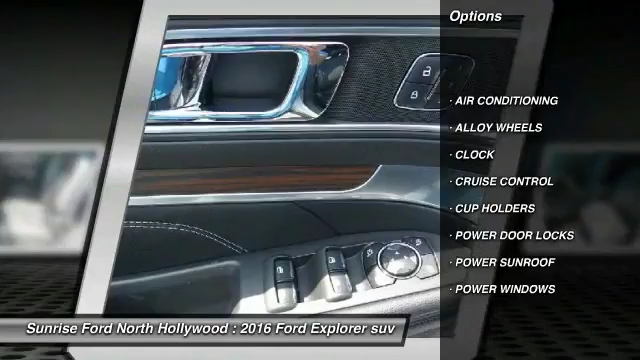 Options
· AIR CONDITIONING
· ALLOY WHEELS
· CLOCK
· CRUISE CONTROL
· CUP HOLDERS
· POWER DOOR LOCKS
· POWER SUNROOF
· POWER WINDOWS
Sunrise Ford North Hollywood : 2016 Ford Explorer suv